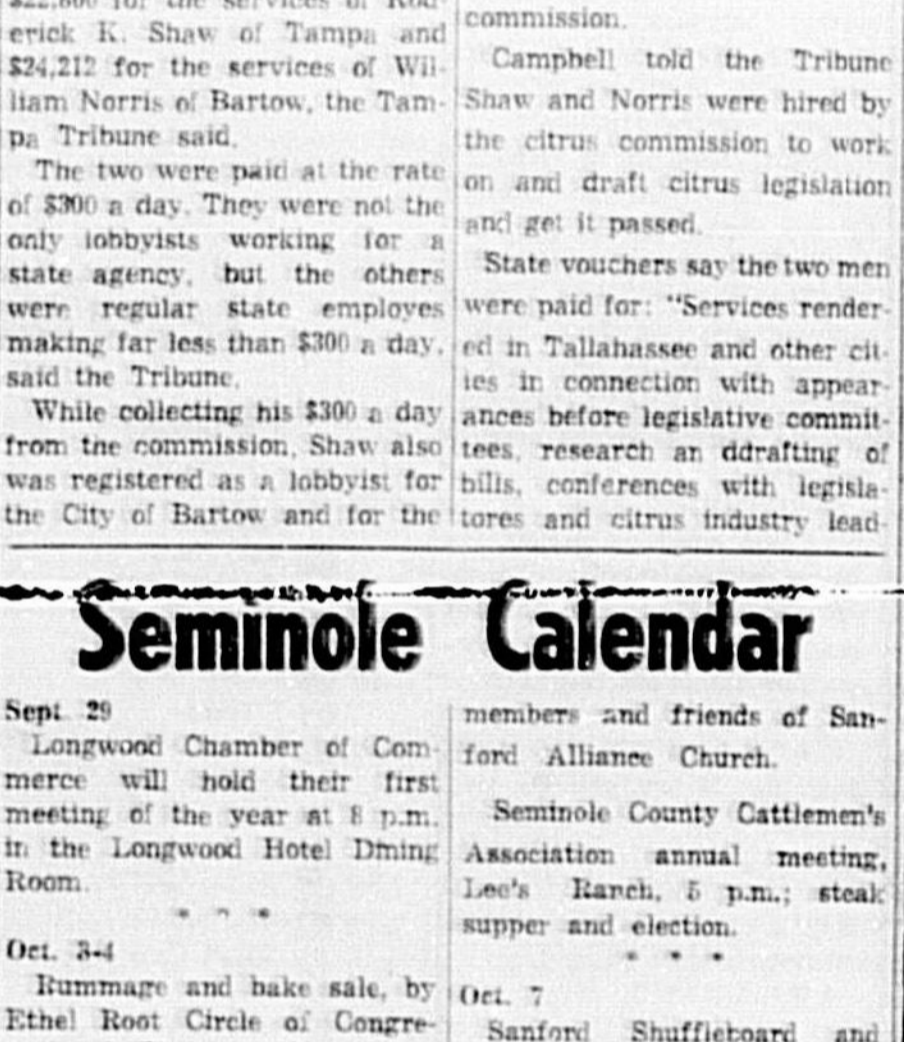 $22,800 for the services of Rod-
erick K. Shaw of Tampa and
$24,212 for the services of Wil-
liam Norris of Bartow, the Tam-
pa Tribune said.
The two were paid at the rate
of $300 a day. They were not the
only lobbyists working for a
state agency, but the others
were regular state employes
making far less than $300 a day,
said the Tribune.
While collecting his $300 a day
from the commission, Shaw also
was registered as a lobbyist for
the City of Bartow and for the
commission.
Campbell told the Tribune
Shaw and Norris were hired by
the citrus commission to work
on and draft citrus legislation
and get it passed.
State vouchers say the two men
were paid for: "Services render-
ed in Tallahassee and other cit-
ies in connection with appear-
ances before legislative commit-
tees, research an ddrafting of
bills, conferences with legisla-
tores and citrus industry lead-
Seminole Calendar
Sept. 29
Longwood Chamber of Com-
merce will hold their first
meeting of the year at 8 p.m.
in the Longwood Hotel Dining
Room.
* * *
Oct. 3-4
Rummage and bake sale, by
Ethel Root Circle of Congre-
members and friends of San-
ford Alliance Church.
Seminole County Cattlemen's
Association annual meeting,
Lee's Ranch, 5 p.m.; steak
supper and election.
* * *
Oct. 7
Sanford Shuffleboard and